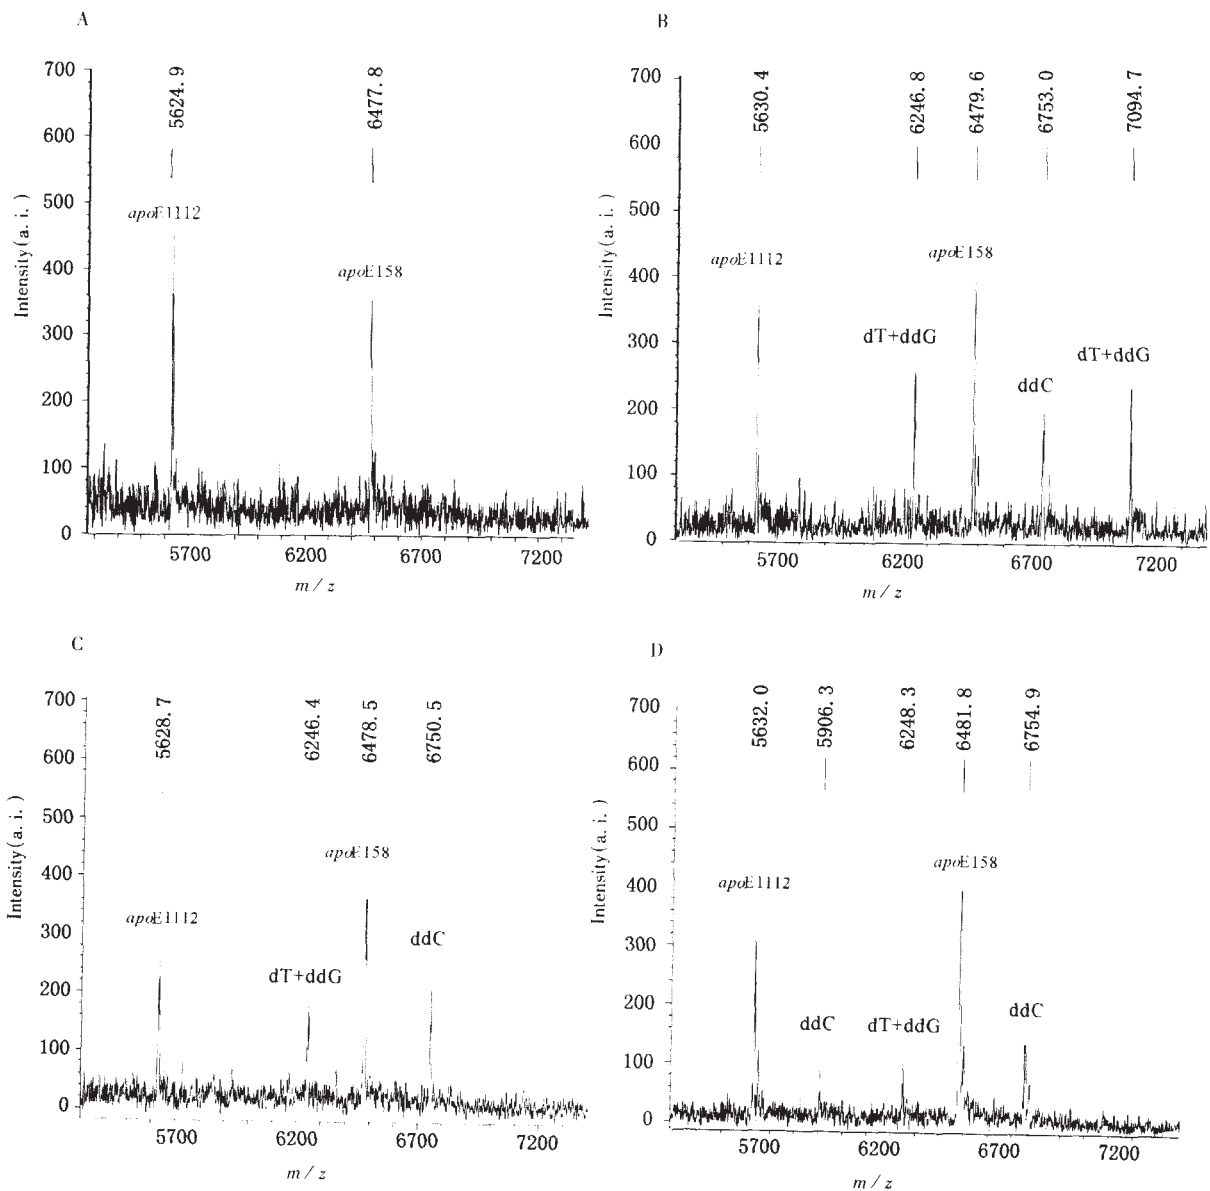 A
700
600
500
400
300
200
100
0
Intensity(a. i. )
5624. 9
6477. 8
apoE1112
apoE158
5700
6200
6700
7200
m / z
B
700
600
500
400
300
200
100
0
Intensity(a. i. )
5630. 4
6246. 8
6479. 6
6753. 0
7094. 7
apoE1112
apoE158
dT+ddG
ddC
dT+ddG
5700
6200
6700
7200
m / z
C
700
600
500
400
300
200
100
0
Intensity(a. i. )
5628. 7
6246. 4
6478. 5
6750. 5
apoE158
apoE1112
ddC
dT+ddG
5700
6200
6700
7200
m / z
D
700
600
500
400
300
200
100
0
Intensity(a. i. )
5632. 0
5906. 3
6248. 3
6481. 8
6754. 9
apoE158
apoE1112
ddC
dT+ddG
ddC
5700
6200
6700
7200
m / z